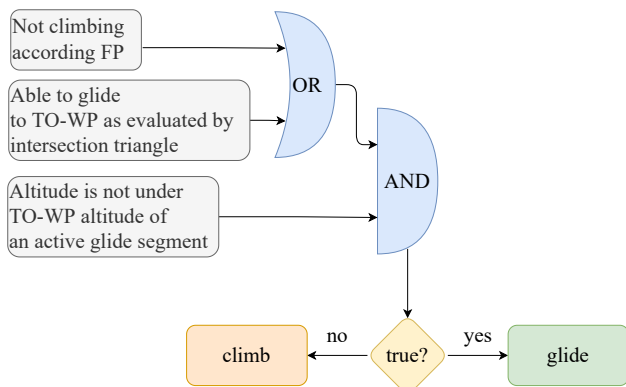 Not climbing
according FP
OR
Able to glide
to TO-WP as evaluated by
intersection triangle
AND
Altitude is not under
TO-WP altitude of
an active glide segment
no
yes
climb
true?
glide